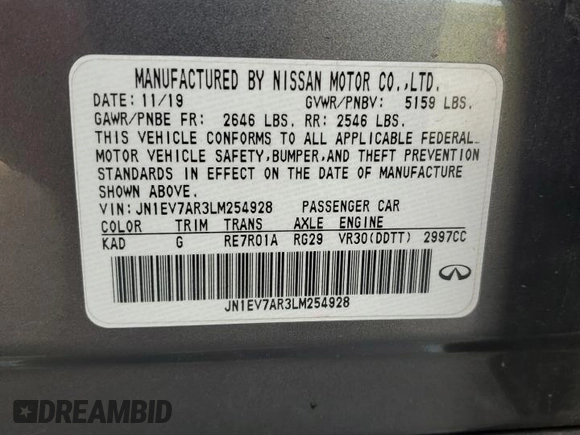 MANUFACTURED BY NISSAN MOTOR CO.,LTD.
DATE: 11/19 GVWR/PNBV: 5159 LBS.
GAWR/PNBE FR: 2646 LBS. RR: 2546 LBS.
THIS VEHICLE CONFORMS TO ALL APPLICABLE FEDERAL
MOTOR VEHICLE SAFETY,BUMPER,AND THEFT PREVENTION
STANDARDS IN EFFECT ON THE DATE OF MANUFACTURE
SHOWN ABOVE.
VIN: JN1EV7AR3LM254928 PASSENGER CAR
COLOR TRIM TRANS AXLE ENGINE
KAD G RE7R01A RG29 VR30(DDTT) 2997CC
JN1EV7AR3LM254928
DREAMBID